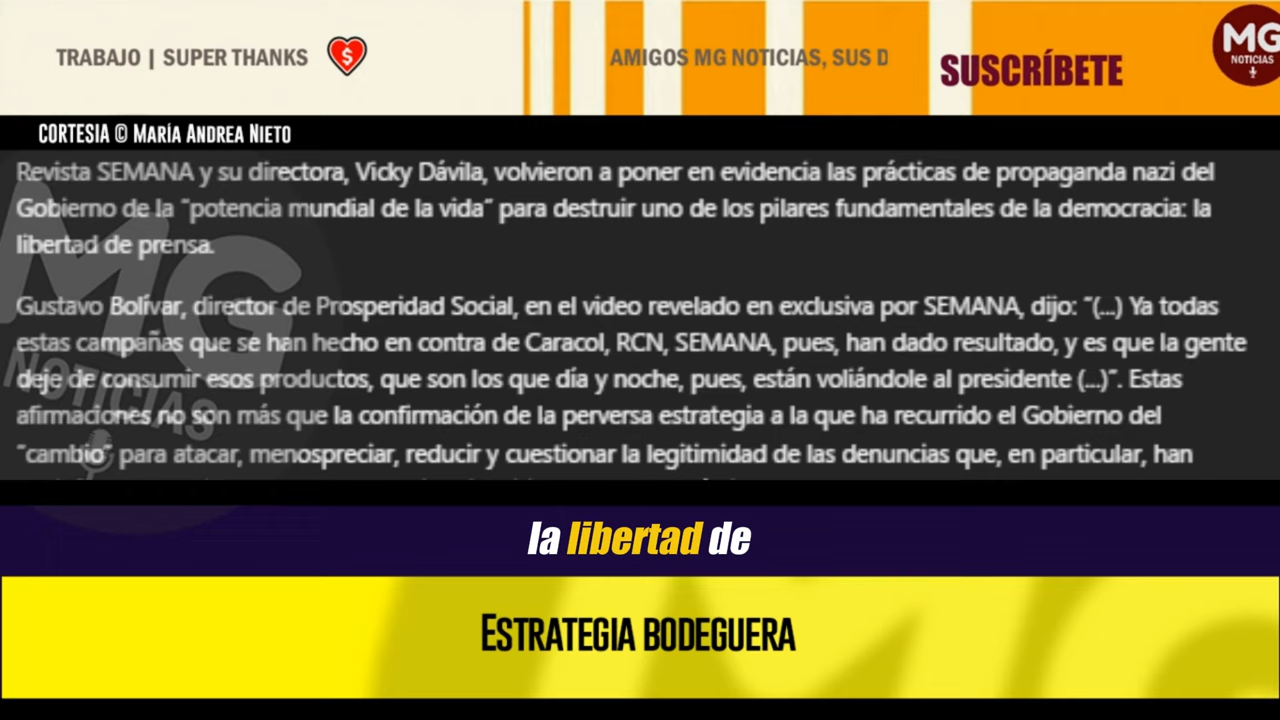 TRABAJO | SUPER THANKS
AMIGOS MG NOTICIAS, SUS D
SUSCRÍBETE
MG
NOTICIAS
CORTESIA © MARÍA ANDREA NIETO
Revista SEMANA y su directora, Vicky Dávila, volvieron a poner en evidencia las prácticas de propaganda nazi del
Gobierno de la “potencia mundial de la vida” para destruir uno de los pilares fundamentales de la democracia: la
libertad de prensa.
Gustavo Bolívar, director de Prosperidad Social, en el video revelado en exclusiva por SEMANA, dijo: “(...) Ya todas
estas campañas que se han hecho en contra de Caracol, RCN, SEMANA, pues, han dado resultado, y es que la gente
deje de consumir esos productos, que son los que día y noche, pues, están voliándole al presidente (...)”. Estas
afirmaciones no son más que la confirmación de la perversa estrategia a la que ha recurrido el Gobierno del
“cambio” para atacar, menospreciar, reducir y cuestionar la legitimidad de las denuncias que, en particular, han
MG
NOTICIAS
la libertad de
ESTRATEGIA BODEGUERA